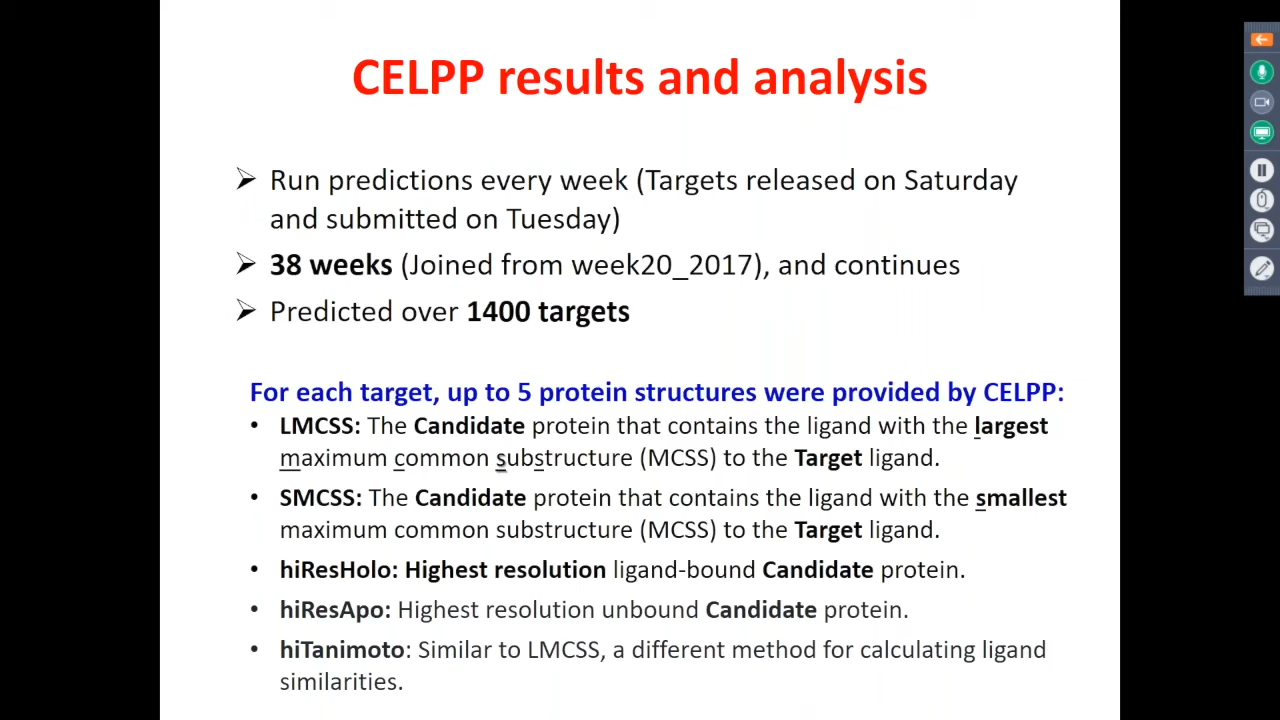 CELPP results and analysis
➢ Run predictions every week (Targets released on Saturday
and submitted on Tuesday)
➢ 38 weeks (Joined from week20_2017), and continues
➢ Predicted over 1400 targets
For each target, up to 5 protein structures were provided by CELPP:
• LMCSS: The Candidate protein that contains the ligand with the largest
maximum common substructure (MCSS) to the Target ligand.
• SMCSS: The Candidate protein that contains the ligand with the smallest
maximum common substructure (MCSS) to the Target ligand.
• hiResHolo: Highest resolution ligand-bound Candidate protein.
• hiResApo: Highest resolution unbound Candidate protein.
• hiTanimoto: Similar to LMCSS, a different method for calculating ligand
similarities.